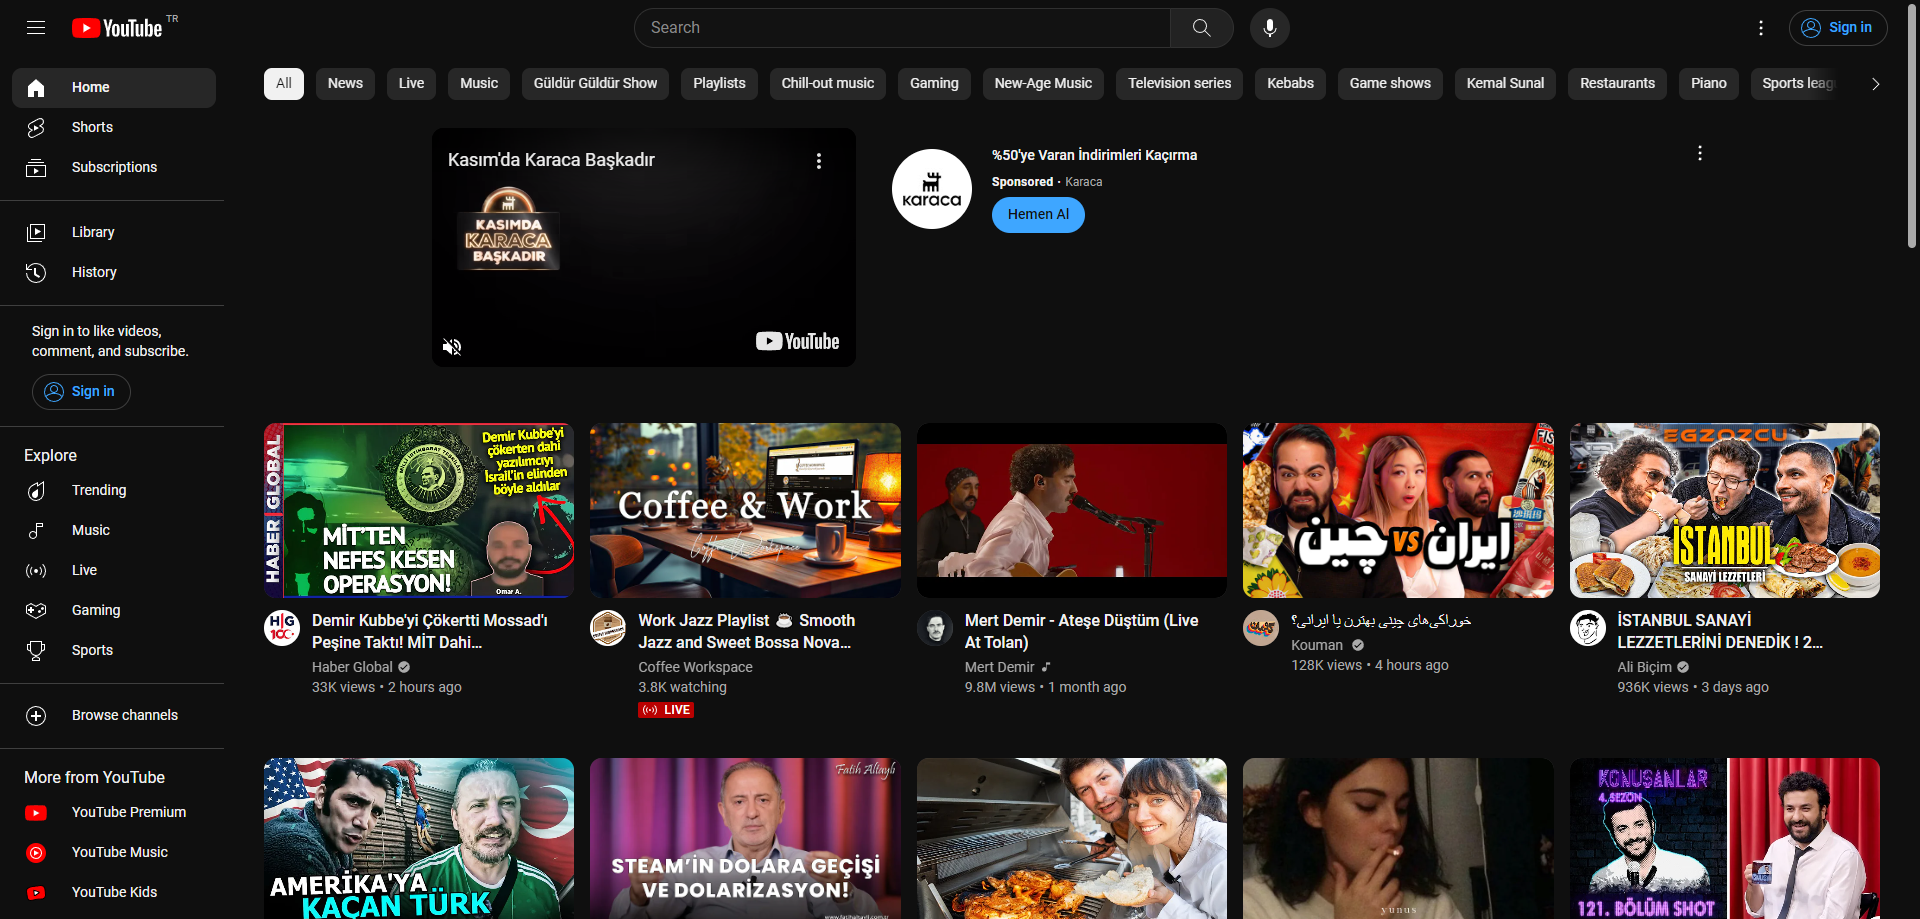 YouTube TR
Search
Sign in
Home
Shorts
Subscriptions
Library
History
Sign in to like videos,
comment, and subscribe.
Sign in
Explore
Trending
Music
Live
Gaming
Sports
Browse channels
More from YouTube
YouTube Premium
YouTube Music
YouTube Kids
All
News
Live
Music
Güldür Güldür Show
Playlists
Chill-out music
Gaming
New-Age Music
Television series
Kebabs
Game shows
Kemal Sunal
Restaurants
Piano
Sports leag
Kasım'da Karaca Başkadır
KASIMDA
KARACA
BAŞKADIR
YouTube
karaca
%50'ye Varan İndirimleri Kaçırma
Sponsored · Karaca
Hemen Al
HABER GLOBAL
Demir Kubbe'yi
çökerten dahi
yazılımcıyı
İsrail'in elinden
böyle aldılar
MİT'TEN
NEFES KESEN
OPERASYON!
Omar A.
Demir Kubbe'yi Çökertti Mossad'ı
Peşine Taktı! MİT Dahi…
Haber Global
33K views • 2 hours ago
Coffee & Work
Coffee Workspace
Work Jazz Playlist ☕ Smooth
Jazz and Sweet Bossa Nova…
Coffee Workspace
3.8K watching
LIVE
Mert Demir - Ateşe Düştüm (Live
At Tolan)
Mert Demir
9.8M views • 1 month ago
ایران VS چین
خوراکی‌های چینی بهترن یا ایرانی؟
Kouman
128K views • 4 hours ago
EGZOZCU
İSTANBUL
SANAYİ LEZZETLERİ
İSTANBUL SANAYİ
LEZZETLERİNİ DENEDİK ! 2…
Ali Biçim
936K views • 3 days ago
AMERİKA'YA
KAÇAN TÜRK
Fatih Altaylı
STEAM'İN DOLARA GEÇİŞİ
VE DOLARİZASYON!
yunus
KONUŞANLAR
4.SEZON
121. BÖLÜM SHOT